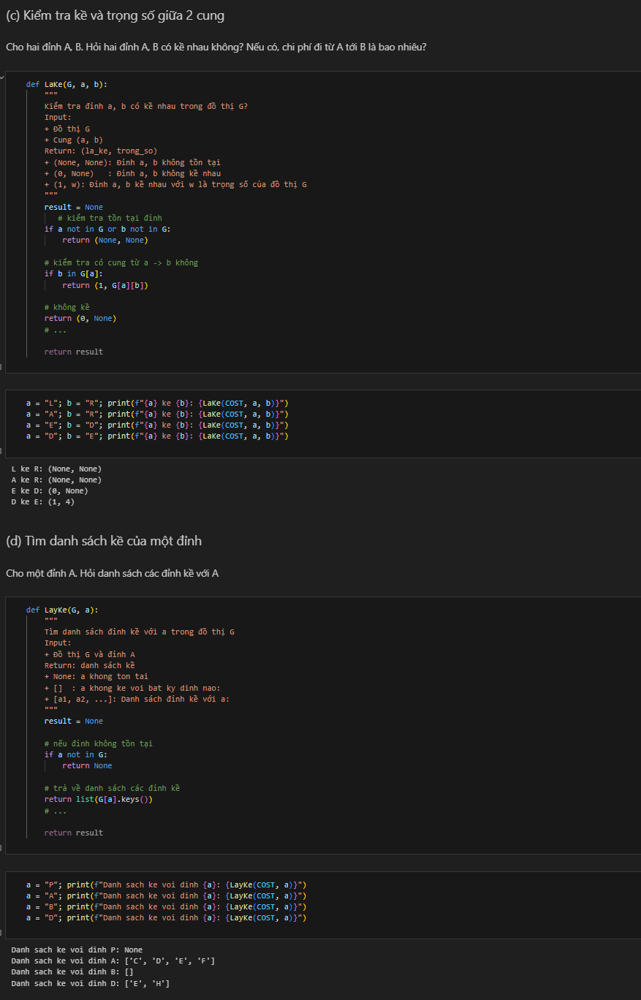 (c) Kiểm tra kề và trọng số giữa 2 cung
Cho hai đỉnh A, B. Hỏi hai đỉnh A, B có kề nhau không? Nếu có, chi phí đi từ A tới B là bao nhiêu?
def LaKe(G, a, b):
"""
Kiểm tra đỉnh a, b có kề nhau trong đồ thị G?
Input:
+ Đồ thị G
+ Cung (a, b)
Return: (la_ke, trong_so)
+ (None, None): Đỉnh a, b không tồn tại
+ (0, None)   : Đỉnh a, b không kề nhau
+ (1, w): Đỉnh a, b kề nhau với w là trọng số của đồ thị G
"""
result = None
# kiểm tra tồn tại đỉnh
if a not in G or b not in G:
return (None, None)
# kiểm tra có cung từ a -> b không
if b in G[a]:
return (1, G[a][b])
# không kề
return (0, None)
# ...
return result
a = "L"; b = "R"; print(f"{a} ke {b}: {LaKe(COST, a, b)}")
a = "A"; b = "R"; print(f"{a} ke {b}: {LaKe(COST, a, b)}")
a = "E"; b = "D"; print(f"{a} ke {b}: {LaKe(COST, a, b)}")
a = "D"; b = "E"; print(f"{a} ke {b}: {LaKe(COST, a, b)}")
L ke R: (None, None)
A ke R: (None, None)
E ke D: (0, None)
D ke E: (1, 4)
(d) Tìm danh sách kề của một đỉnh
Cho một đỉnh A. Hỏi danh sách các đỉnh kề với A
def LayKe(G, a):
"""
Tìm danh sách đỉnh kề với a trong đồ thị G
Input:
+ Đồ thị G và đỉnh A
Return: danh sách kề
+ None: a khong ton tai
+ []  : a khong ke voi bat ky dinh nao:
+ [a1, a2, ...]: Danh sách đỉnh kề với a:
"""
result = None
# nếu đỉnh không tồn tại
if a not in G:
return None
# trả về danh sách các đỉnh kề
return list(G[a].keys())
# ...
return result
a = "P"; print(f"Danh sach ke voi dinh {a}: {LayKe(COST, a)}")
a = "A"; print(f"Danh sach ke voi dinh {a}: {LayKe(COST, a)}")
a = "B"; print(f"Danh sach ke voi dinh {a}: {LayKe(COST, a)}")
a = "D"; print(f"Danh sach ke voi dinh {a}: {LayKe(COST, a)}")
Danh sach ke voi dinh P: None
Danh sach ke voi dinh A: ['C', 'D', 'E', 'F']
Danh sach ke voi dinh B: []
Danh sach ke voi dinh D: ['E', 'H']